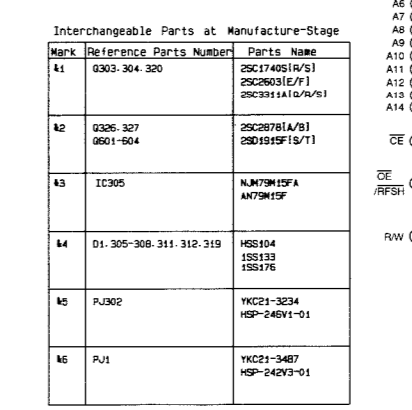 Interchangeable Parts at Manufacture-Stage
Mark Reference Parts Number Parts Name
&1 Q303.304.320 2SC1740S[R/S]
2SC2603[E/F]
2SC3311A[Q/R/S]
&2 Q326.327 2SC2878[A/B]
Q601-604 2SD1915F[S/T]
&3 IC305 NJM79M15FA
AN79M15F
&4 D1.305-308.311.312.319 HSS104
1SS133
1SS176
&5 PJ302 YKC21-3234
HSP-246V1-01
&6 PJ1 YKC21-3487
HSP-242V3-01
A6
A7
A8
A9
A10
A11
A12
A13
A14
CE
OE
/RFSH
R/W